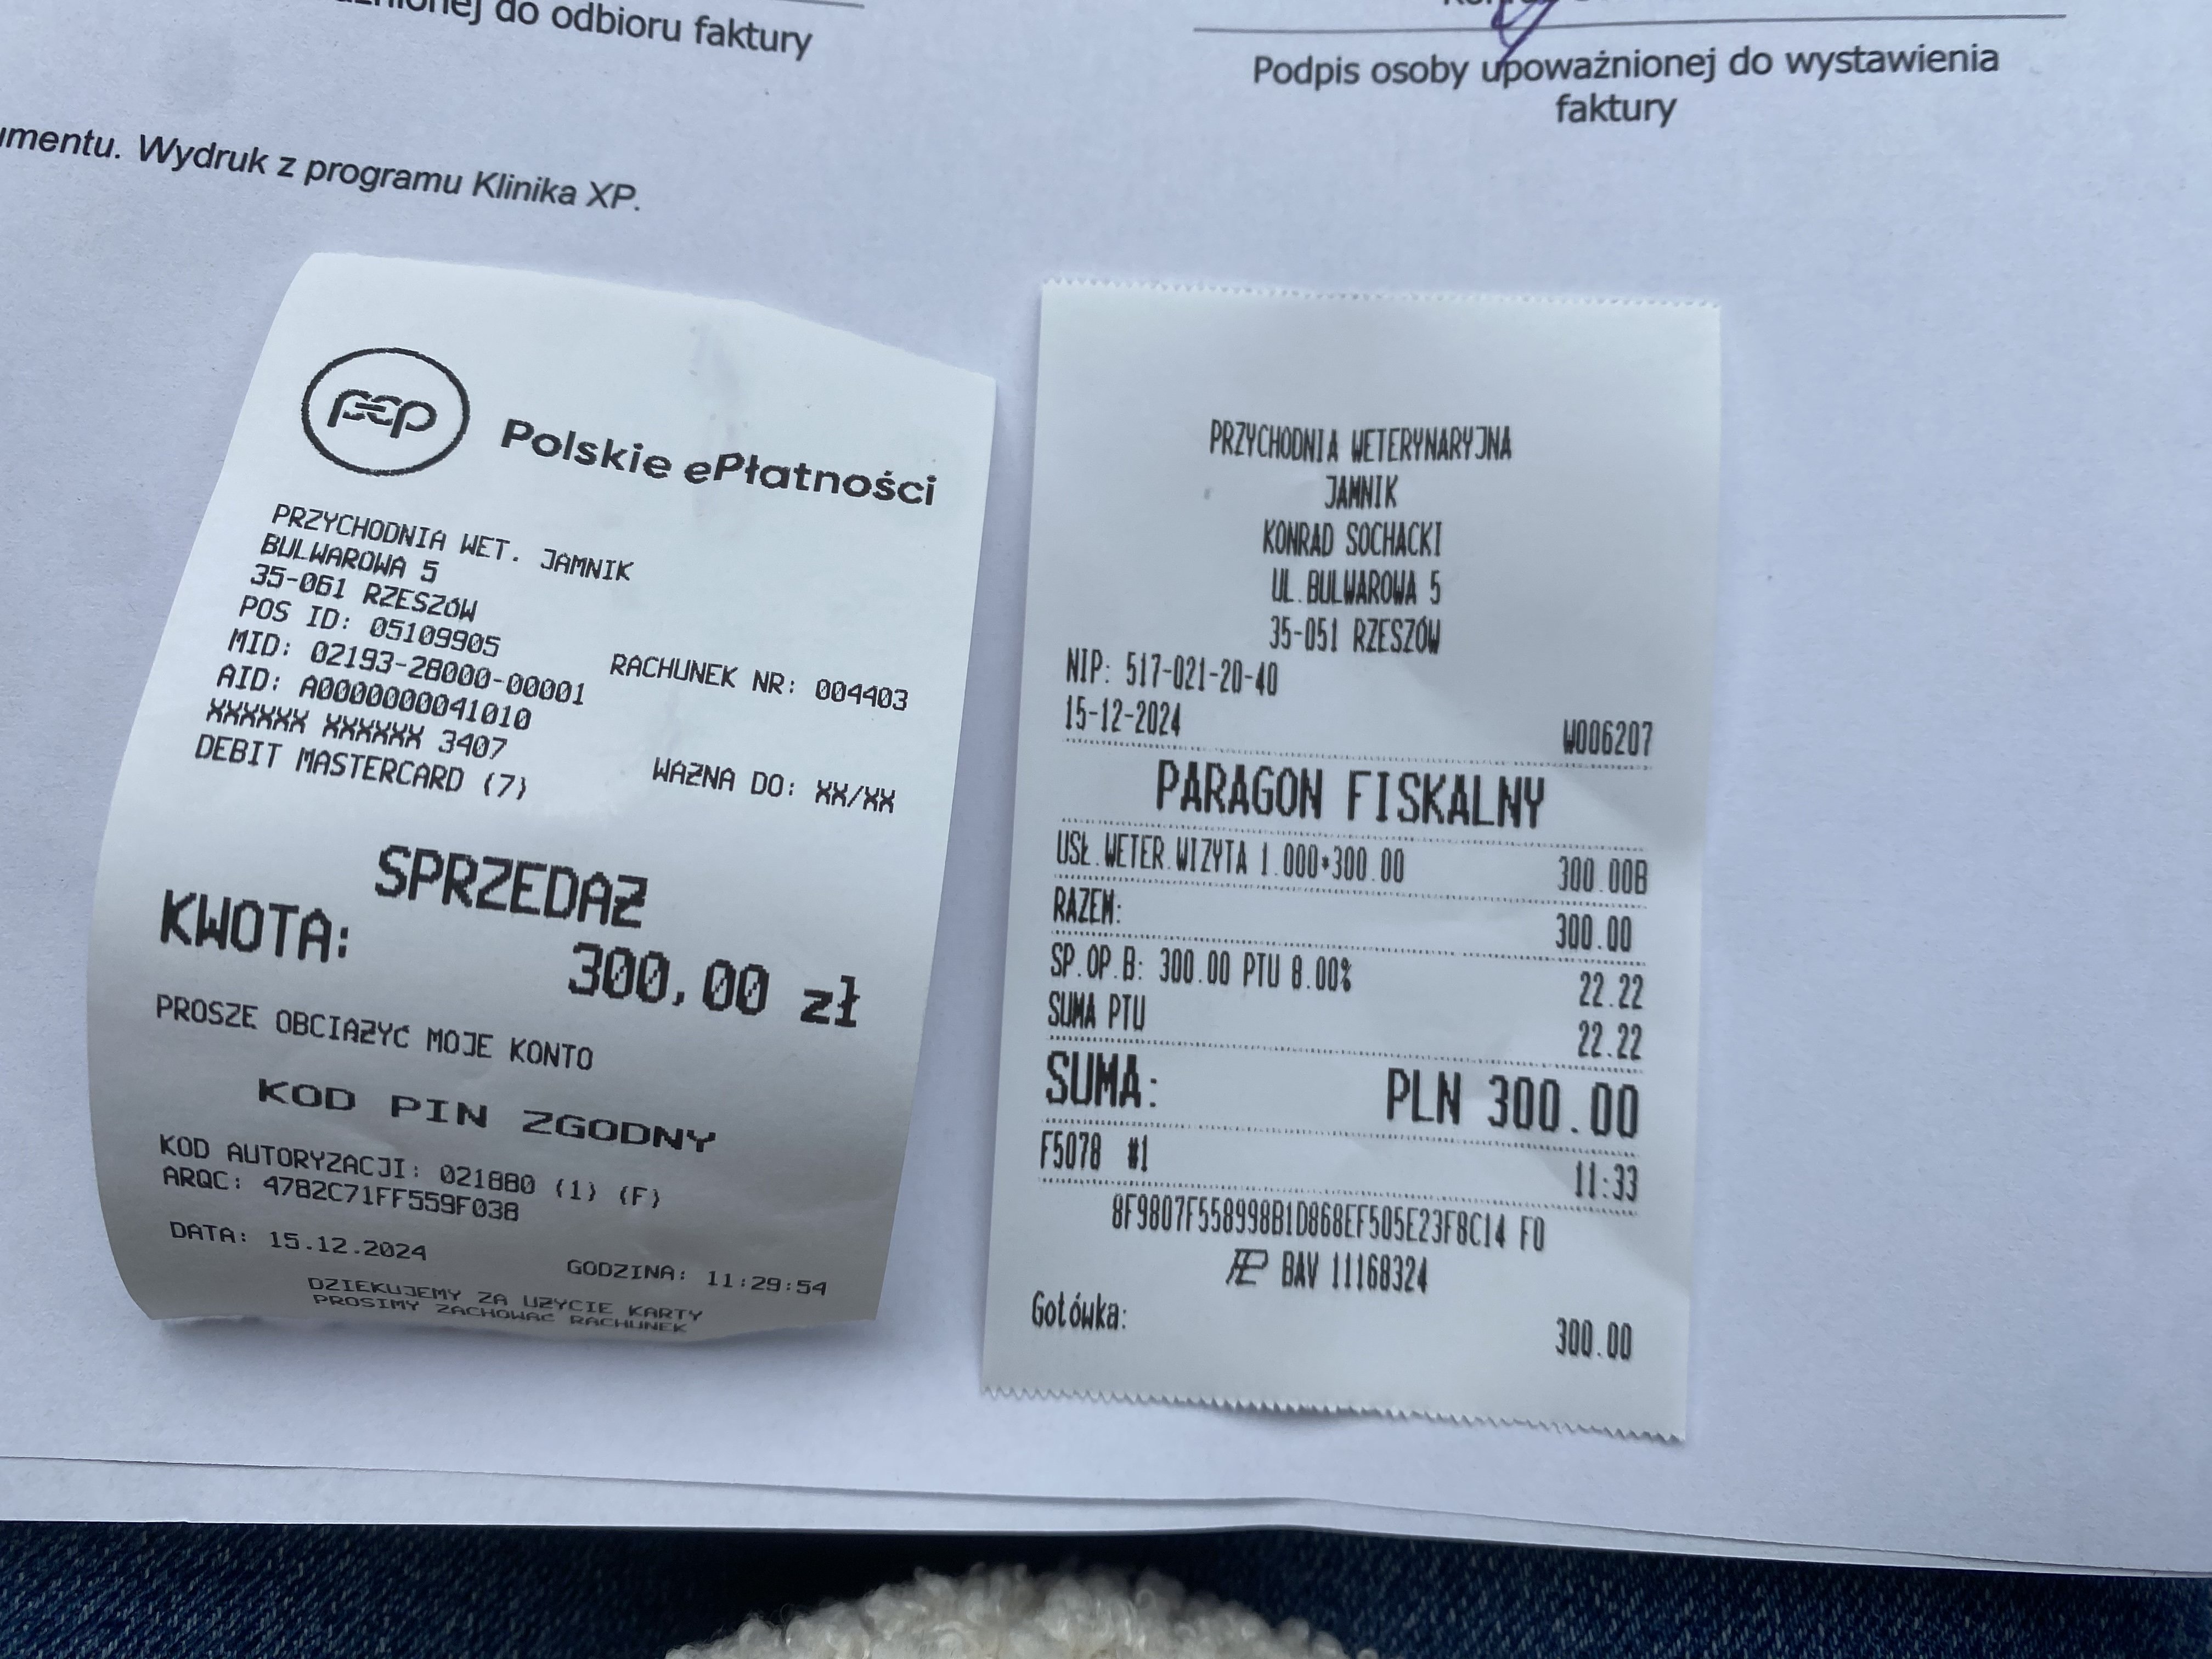 do odbioru faktury
Podpis osoby upoważnionej do wystawienia
faktury
Wydruk z programu Klinika XP.
pep Polskie ePłatności
PRZYCHODNIA WET. JAMNIK
BULWAROWA 5
35-061 RZESZóW
POS ID: 05109905
MID: 02193-28000-00001 RACHUNEK NR: 004403
AID: A0000000041010
XXXXXX XXXXXX 3407
DEBIT MASTERCARD (7) WAŻNA DO: XX/XX
SPRZEDAŻ
KWOTA: 300,00 zł
PROSZE OBCIĄŻYĆ MOJE KONTO
KOD PIN ZGODNY
KOD AUTORYZACJI: 021880 (1) (F)
ARQC: 4782C71FF559F038
DATA: 15.12.2024 GODZINA: 11:29:54
DZIEKUJEMY ZA UŻYCIE KARTY
PROSIMY ZACHOWAĆ RACHUNEK
PRZYCHODNIA WETERYNARYJNA
JAMNIK
KONRAD SOCHACKI
UL.BULWAROWA 5
35-051 RZESZÓW
NIP: 517-021-20-40
15-12-2024 W006207
PARAGON FISKALNY
USŁ.WETER.WIZYTA 1.000*300.00 300.00B
RAZEM: 300.00
SP.OP.B: 300.00 PTU 8.00% 22.22
SUMA PTU 22.22
SUMA: PLN 300.00
F5078 #1 11:33
8F9807F558998B1D868EF505E23F8C14 F0
BAV 11168324
Gotówka: 300.00